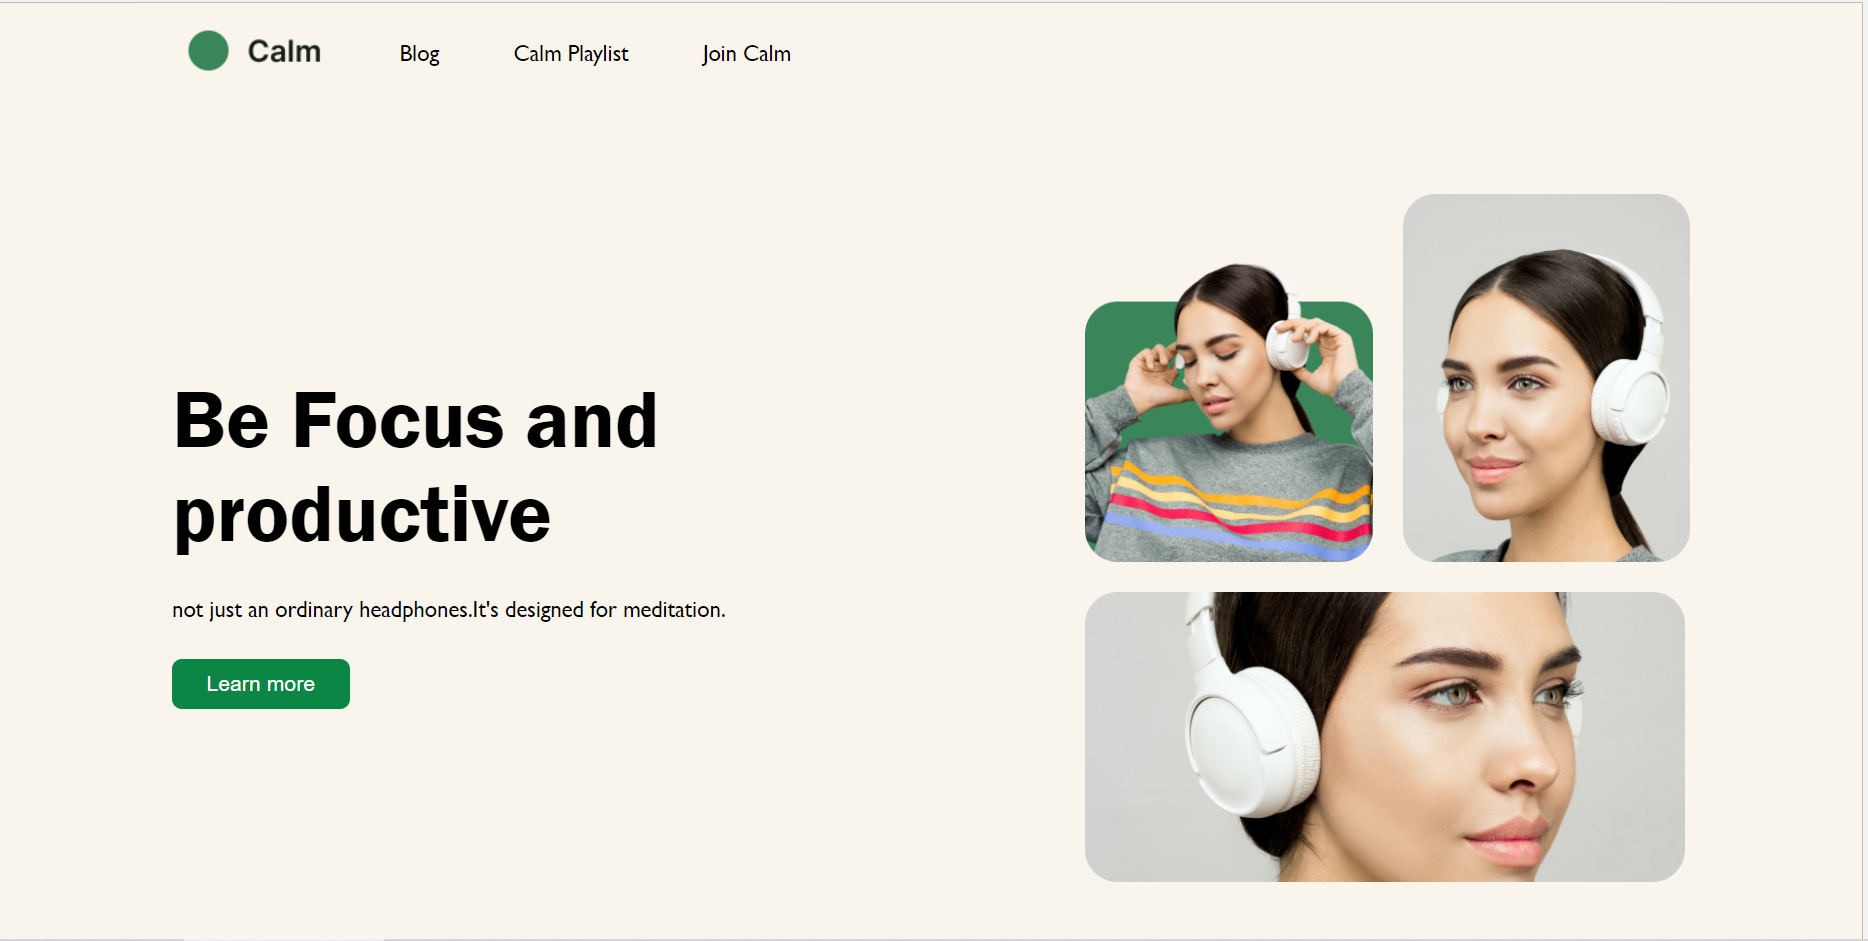 Calm
Blog
Calm Playlist
Join Calm
Be Focus and
productive
not just an ordinary headphones.It's designed for meditation.
Learn more